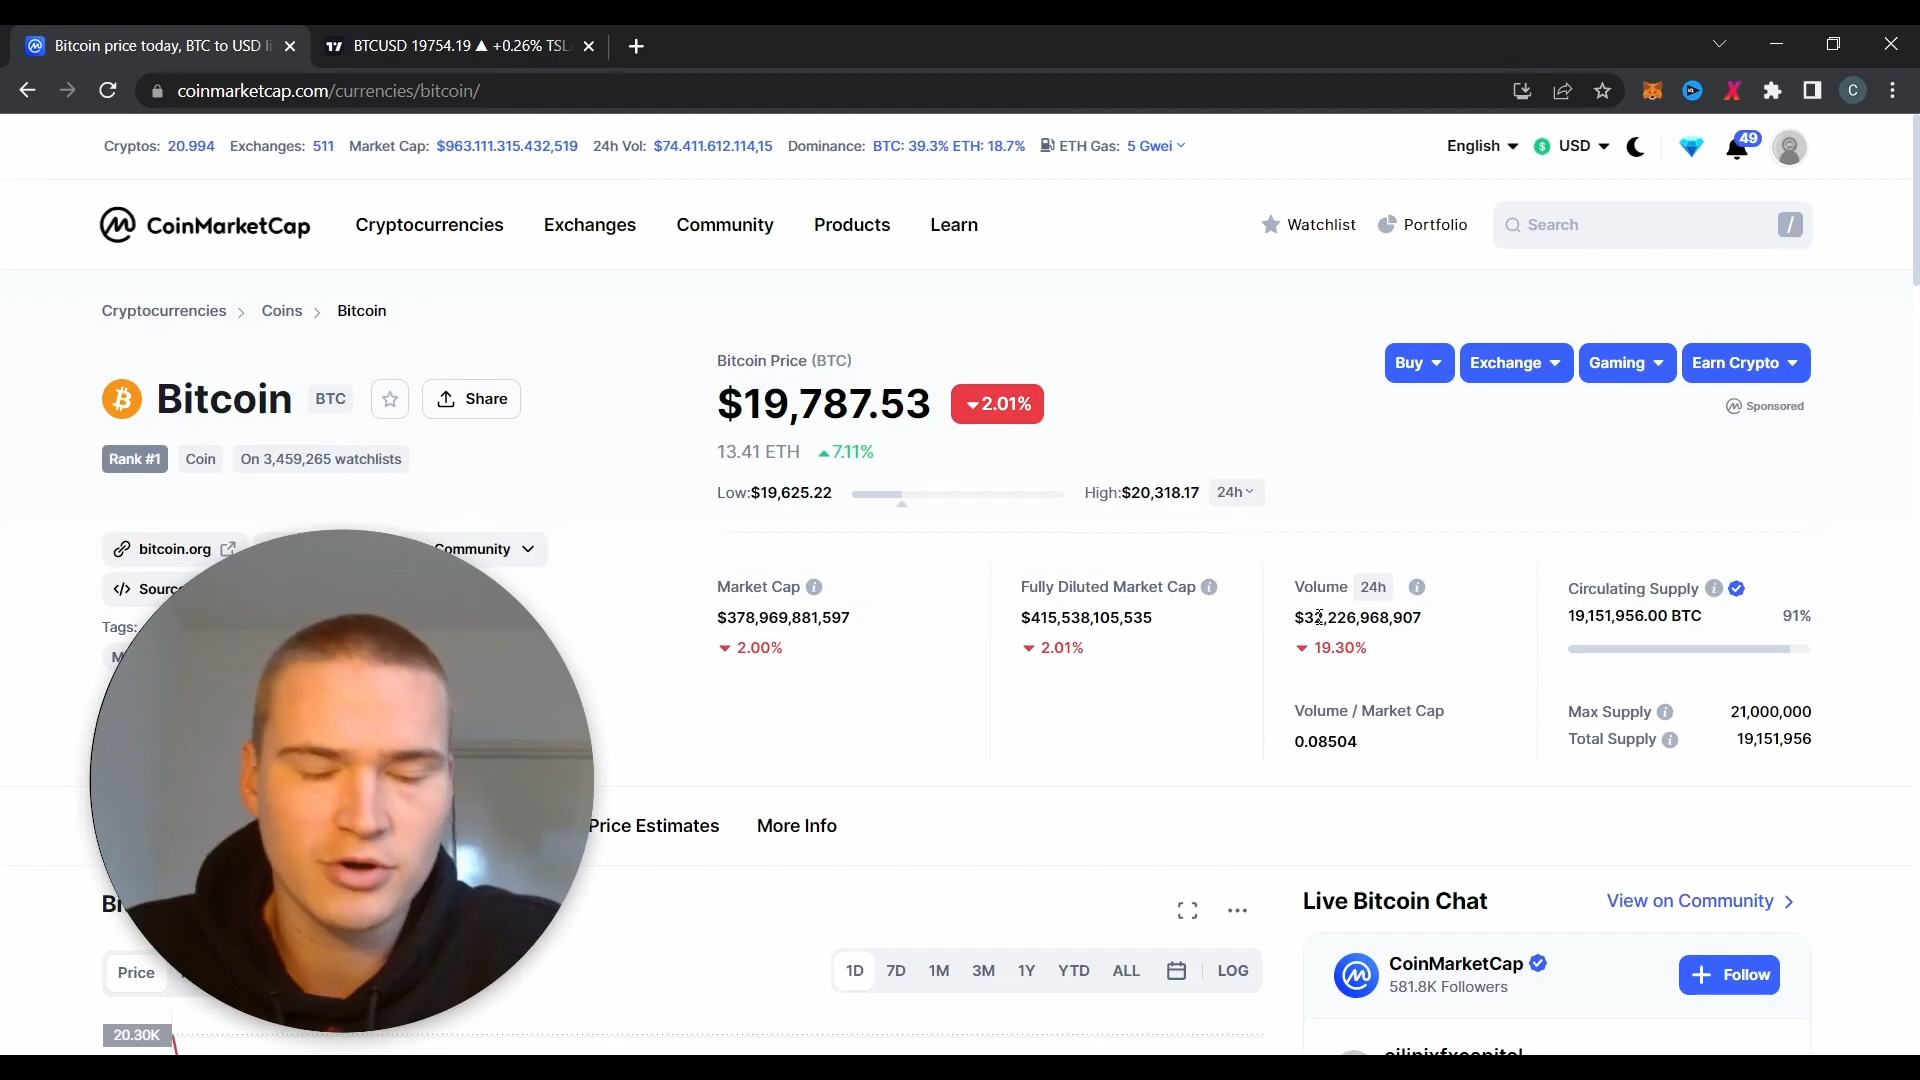 Bitcoin price today, BTC to USD li
BTCUSD 19754.19 ▲ +0.26% TSL
coinmarketcap.com/currencies/bitcoin/
C
Cryptos: 20.994 Exchanges: 511 Market Cap: $963.111.315.432,519 24h Vol: $74.411.612.114,15 Dominance: BTC: 39.3% ETH: 18.7% ETH Gas: 5 Gwei
English USD 49
CoinMarketCap Cryptocurrencies Exchanges Community Products Learn
Watchlist Portfolio Search /
Cryptocurrencies > Coins > Bitcoin
Bitcoin BTC Share
Rank #1 Coin On 3,459,265 watchlists
bitcoin.org Community
Tags:
Bitcoin Price (BTC)
$19,787.53 2.01%
13.41 ETH 7.11%
Low:$19,625.22 High:$20,318.17 24h
Buy Exchange Gaming Earn Crypto
Sponsored
Market Cap
$378,969,881,597
2.00%
Fully Diluted Market Cap
$415,538,105,535
2.01%
Volume 24h
$32,226,968,907
19.30%
Volume / Market Cap
0.08504
Circulating Supply
19,151,956.00 BTC 91%
Max Supply 21,000,000
Total Supply 19,151,956
Price Estimates More Info
Price
1D 7D 1M 3M 1Y YTD ALL LOG
20.30K
Live Bitcoin Chat View on Community >
CoinMarketCap
581.8K Followers
+ Follow